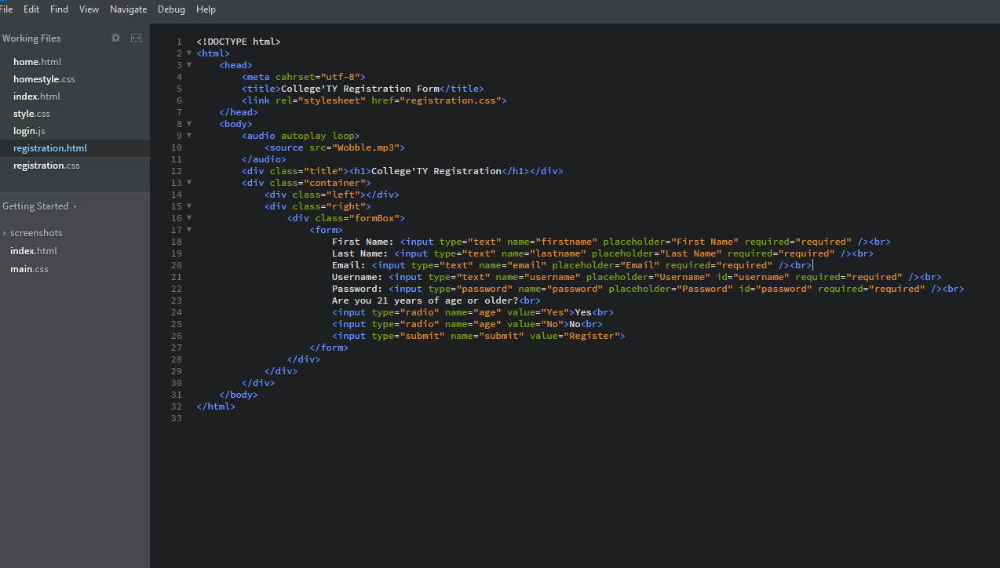 File Edit Find View Navigate Debug Help
Working Files
home.html
homestyle.css
index.html
style.css
login.js
registration.html
registration.css
Getting Started
screenshots
index.html
main.css
1 <!DOCTYPE html>
2 <html>
3 <head>
4 <meta cahrset="utf-8">
5 <title>College'TY Registration Form</title>
6 <link rel="stylesheet" href="registration.css">
7 </head>
8 <body>
9 <audio autoplay loop>
10 <source src="Wobble.mp3">
11 </audio>
12 <div class="title"><h1>College'TY Registration</h1></div>
13 <div class="container">
14 <div class="left"></div>
15 <div class="right">
16 <div class="formBox">
17 <form>
18 First Name: <input type="text" name="firstname" placeholder="First Name" required="required" /><br>
19 Last Name: <input type="text" name="lastname" placeholder="Last Name" required="required" /><br>
20 Email: <input type="text" name="email" placeholder="Email" required="required" /><br>
21 Username: <input type="text" name="username" placeholder="Username" id="username" required="required" /><br>
22 Password: <input type="password" name="password" placeholder="Password" id="password" required="required" /><br>
23 Are you 21 years of age or older?<br>
24 <input type="radio" name="age" value="Yes">Yes<br>
25 <input type="radio" name="age" value="No">No<br>
26 <input type="submit" name="submit" value="Register">
27 </form>
28 </div>
29 </div>
30 </div>
31 </body>
32 </html>
33